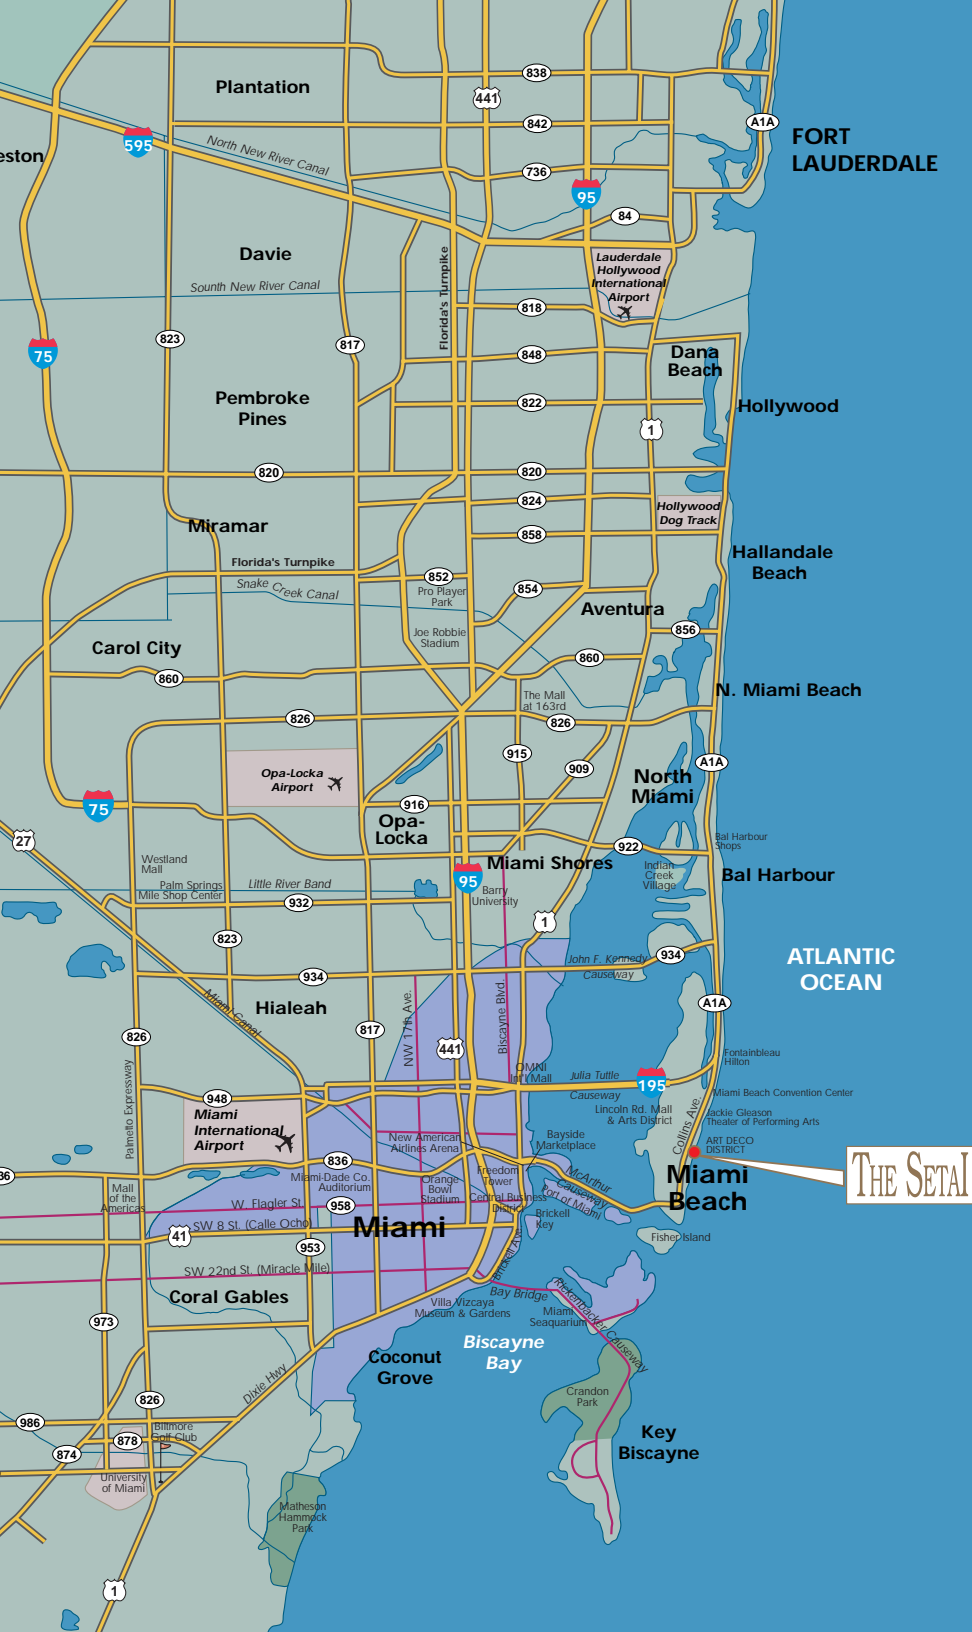 838
Plantation
441
842
A1A
FORT
LAUDERDALE
595
North New River Canal
eston
736
95
84
Davie
Lauderdale
Hollywood
International
Airport
Sounth New River Canal
Florida's Turnpike
818
823
817
75
848
Dana
Beach
Pembroke
Pines
822
Hollywood
1
820
820
824
Hollywood
Dog Track
Miramar
858
Hallandale
Beach
Florida's Turnpike
852
Snake Creek Canal
Pro Player
Park
854
Aventura
856
Joe Robbie
Stadium
Carol City
860
860
N. Miami Beach
The Mall
at 163rd
826
826
915
A1A
909
Opa-Locka
Airport
North
Miami
75
916
Opa-
Locka
27
922
Bal Harbour
Shops
Westland
Mall
Miami Shores
Indian
Creek
Village
Bal Harbour
95
Palm Springs
Mile Shop Center
Little River Band
Barry
University
932
1
823
934
John F. Kennedy
Causeway
ATLANTIC
OCEAN
934
Hialeah
Miami Canal
NW 17th Ave.
Biscayne Blvd.
A1A
826
817
441
Fontainbleau
Hilton
Palmetto Expressway
OMNI
Int'l Mall
Julia Tuttle
Causeway
195
Miami Beach Convention Center
948
Lincoln Rd. Mall
& Arts District
Collins Ave.
Jackie Gleason
Theater of Performing Arts
Miami
International
Airport
New American
Airlines Arena
Bayside
Marketplace
ART DECO
DISTRICT
836
36
Miami-Dade Co.
Auditorium
Orange
Bowl
Stadium
Freedom
Tower
McArthur
Causeway
Miami
Beach
THE SETAI
Mall
of the
Americas
Central Business
District
Port of Miami
W. Flagler St.
958
Brickell
Key
SW 8 St. (Calle Ocho)
Miami
41
953
Brickell Ave.
Fisher Island
SW 22nd St. (Miracle Mile)
Bay Bridge
Rickenbacker Causeway
Coral Gables
Villa Vizcaya
Museum & Gardens
Miami
Seaquarium
973
Biscayne
Bay
Coconut
Grove
Dixie Hwy
826
Crandon
Park
986
Biltmore
Golf Club
878
874
Key
Biscayne
University
of Miami
Matheson
Hammock
Park
1